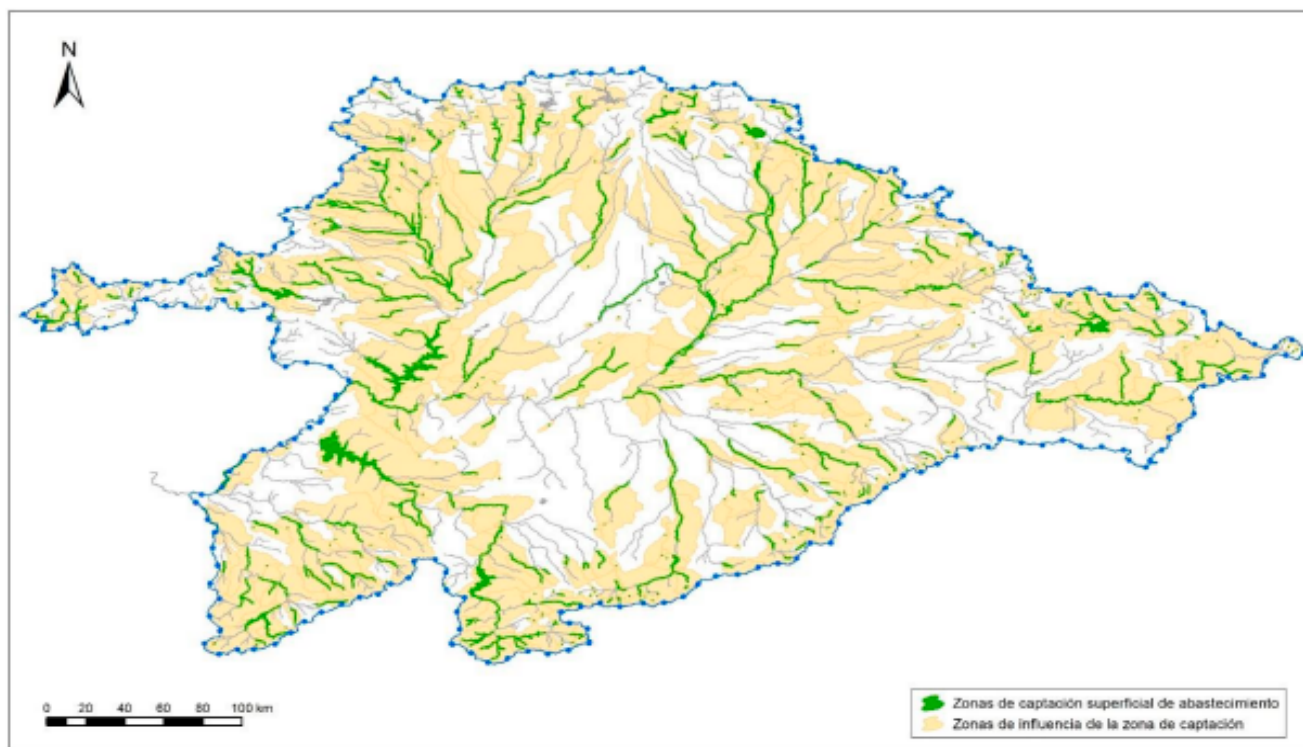 N
0 20 40 60 80 100 km
Zonas de captación superficial de abastecimiento
Zonas de influencia de la zona de captación